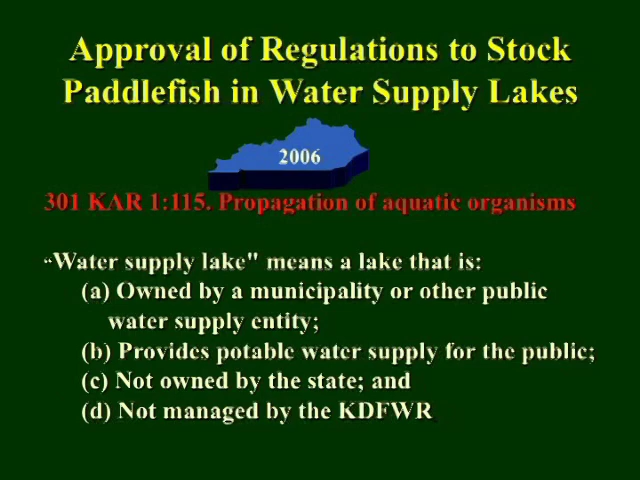 Approval of Regulations to Stock
Paddlefish in Water Supply Lakes
2006
301 KAR 1:115. Propagation of aquatic organisms
“Water supply lake" means a lake that is:
(a) Owned by a municipality or other public
water supply entity;
(b) Provides potable water supply for the public;
(c) Not owned by the state; and
(d) Not managed by the KDFWR